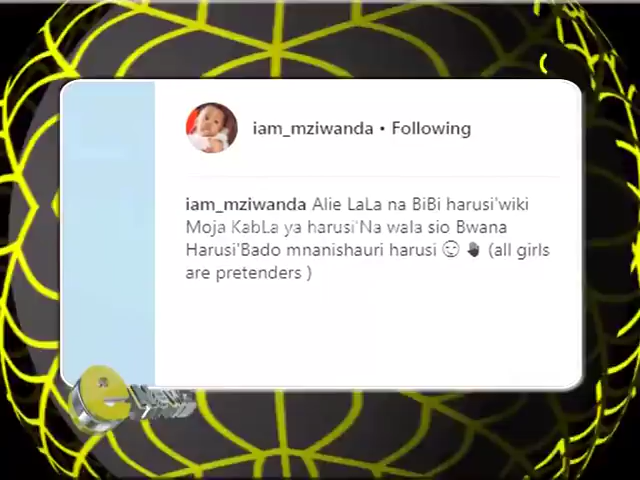 iam_mziwanda • Following
iam_mziwanda Alie LaLa na BiBi harusi'wiki
Moja KabLa ya harusi'Na wala sio Bwana
Harusi'Bado mnanishauri harusi 😏 🤚🏿 (all girls
are pretenders )